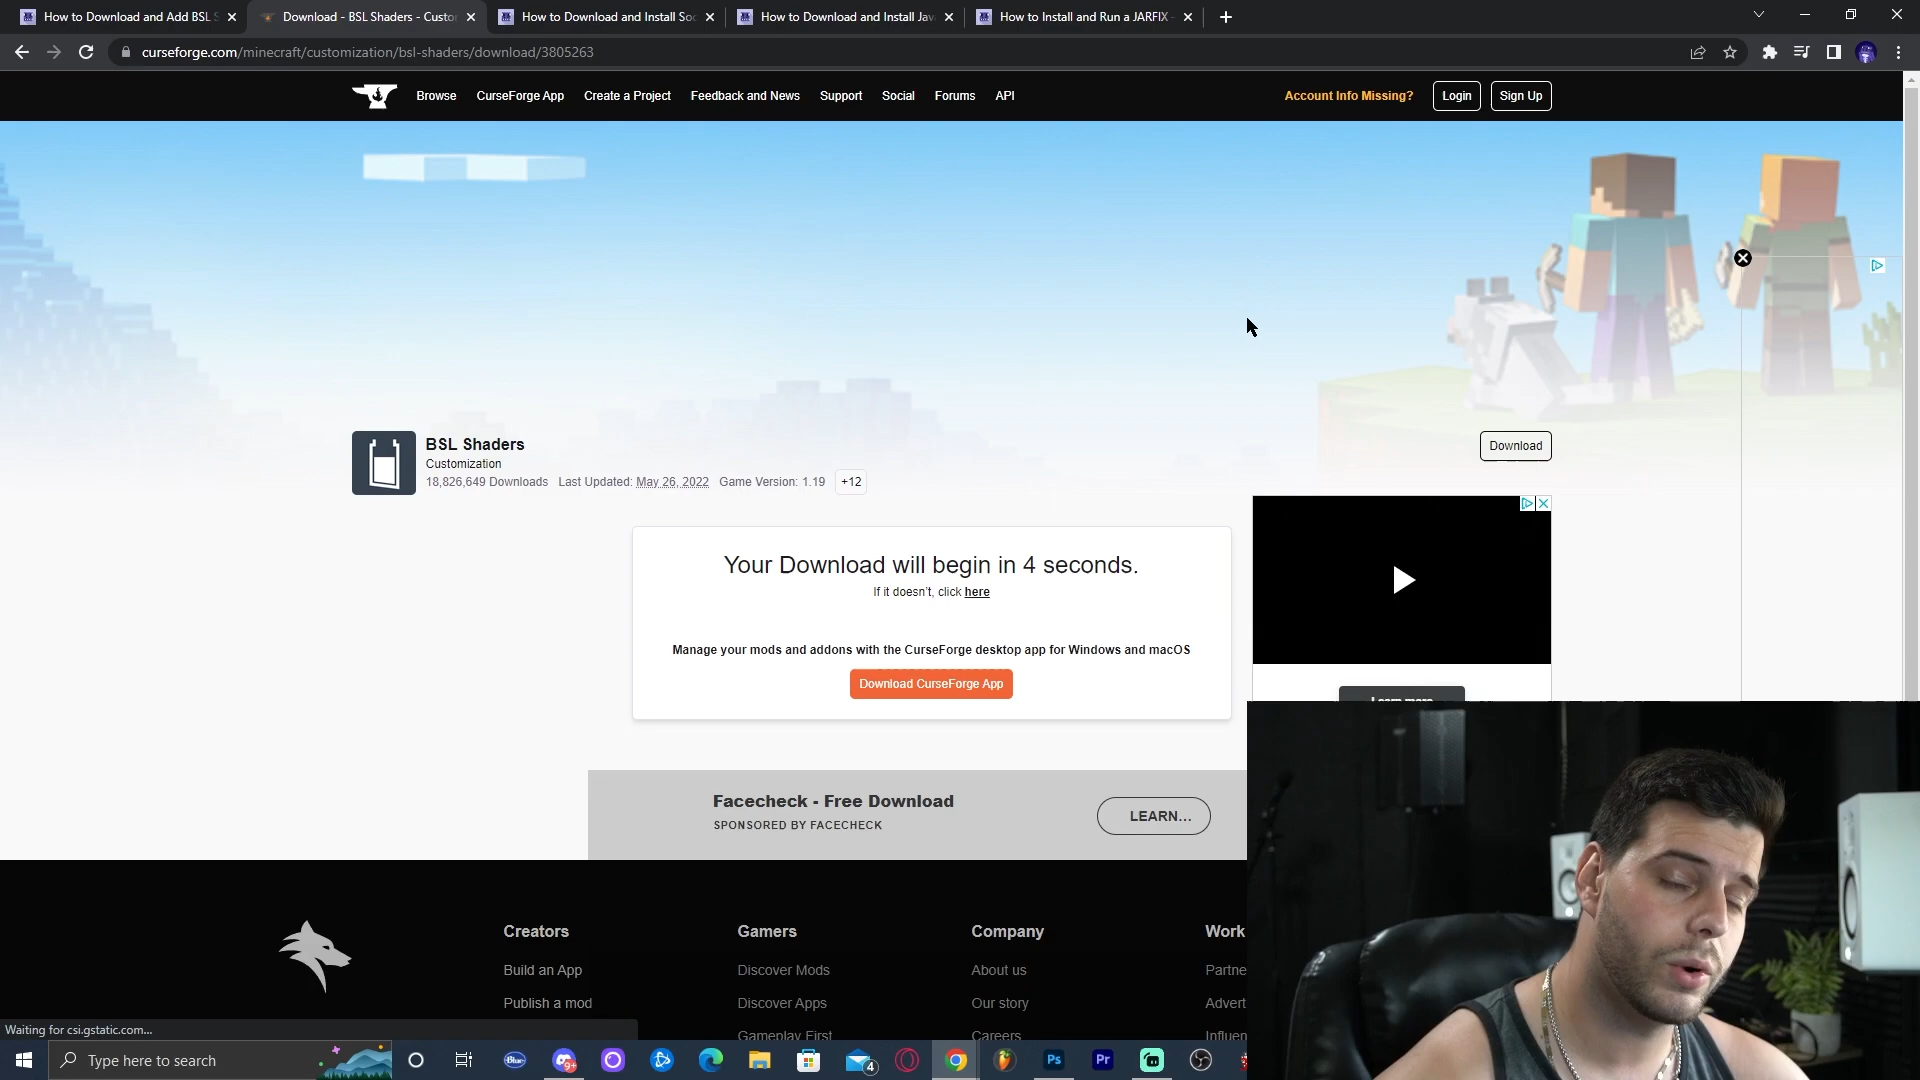 How to Download and Add BSL S
Download - BSL Shaders - Custo
How to Download and Install So
How to Download and Install Jav
How to Install and Run a JARFIX
curseforge.com/minecraft/customization/bsl-shaders/download/3805263
Browse CurseForge App Create a Project Feedback and News Support Social Forums API
Account Info Missing? Login Sign Up
BSL Shaders
Download
Customization
18,826,649 Downloads Last Updated: May 26, 2022 Game Version: 1.19 +12
Your Download will begin in 4 seconds.
If it doesn't, click here
Manage your mods and addons with the CurseForge desktop app for Windows and macOS
Download CurseForge App
Learn more
Facecheck - Free Download
SPONSORED BY FACECHECK
LEARN...
Creators Gamers Company Work
Build an App Discover Mods About us Partne
Publish a mod Discover Apps Our story Advert
Gameplay First Careers Influen
Waiting for csi.gstatic.com...
Type here to search
Blue
9+
4
Ps
Pr